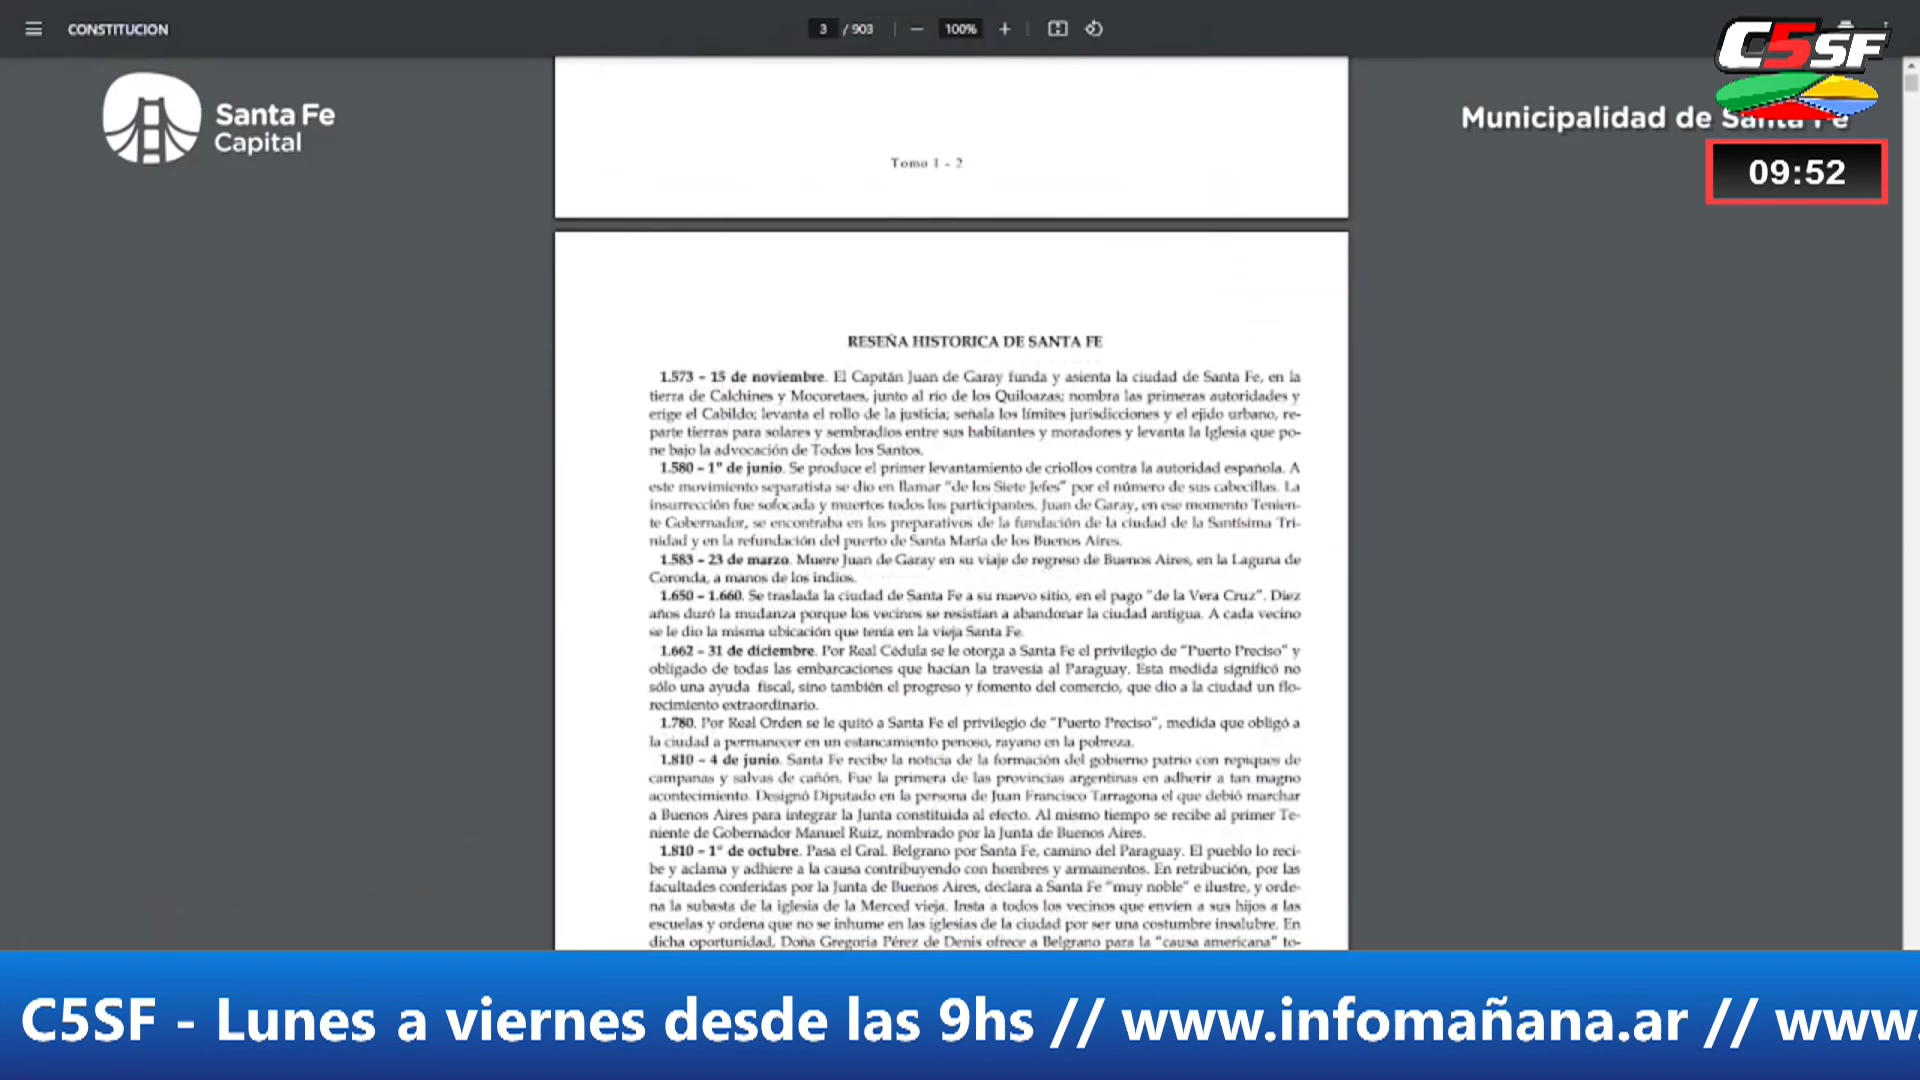 CONSTITUCION
3 / 903
100%
C5SF
Santa Fe
Capital
Municipalidad de Santa Fe
09:52
Tomo 1 - 2
RESEÑA HISTORICA DE SANTA FE
1.573 – 15 de noviembre. El Capitán Juan de Garay funda y asienta la ciudad de Santa Fe, en la
tierra de Calchines y Mocoretaes, junto al río de los Quiloazas; nombra las primeras autoridades y
erige el Cabildo; levanta el rollo de la justicia; señala los límites jurisdicciones y el ejido urbano, re-
parte tierras para solares y sembradíos entre sus habitantes y moradores y levanta la Iglesia que po-
ne bajo la advocación de Todos los Santos.
1.580 – 1º de junio. Se produce el primer levantamiento de criollos contra la autoridad española. A
este movimiento separatista se dio en llamar "de los Siete Jefes" por el número de sus cabecillas. La
insurrección fue sofocada y muertos todos los participantes. Juan de Garay, en ese momento Tenien-
te Gobernador, se encontraba en los preparativos de la fundación de la ciudad de la Santísima Tri-
nidad y en la refundación del puerto de Santa María de los Buenos Aires.
1.583 – 23 de marzo. Muere Juan de Garay en su viaje de regreso de Buenos Aires, en la Laguna de
Coronda, a manos de los indios.
1.650 – 1.660. Se traslada la ciudad de Santa Fe a su nuevo sitio, en el pago "de la Vera Cruz". Diez
años duró la mudanza porque los vecinos se resistían a abandonar la ciudad antigua. A cada vecino
se le dio la misma ubicación que tenía en la vieja Santa Fe.
1.662 – 31 de diciembre. Por Real Cédula se le otorga a Santa Fe el privilegio de "Puerto Preciso" y
obligado de todas las embarcaciones que hacían la travesía al Paraguay. Esta medida significó no
sólo una ayuda fiscal, sino también el progreso y fomento del comercio, que dio a la ciudad un flo-
recimiento extraordinario.
1.780. Por Real Orden se le quitó a Santa Fe el privilegio de "Puerto Preciso", medida que obligó a
la ciudad a permanecer en un estancamiento penoso, rayano en la pobreza.
1.810 – 4 de junio. Santa Fe recibe la noticia de la formación del gobierno patrio con repiques de
campanas y salvas de cañón. Fue la primera de las provincias argentinas en adherir a tan magno
acontecimiento. Designó Diputado en la persona de Juan Francisco Tarragona el que debió marchar
a Buenos Aires para integrar la Junta constituida al efecto. Al mismo tiempo se recibe al primer Te-
niente de Gobernador Manuel Ruiz, nombrado por la Junta de Buenos Aires.
1.810 – 1º de octubre. Pasa el Gral. Belgrano por Santa Fe, camino del Paraguay. El pueblo lo reci-
be y aclama y adhiere a la causa contribuyendo con hombres y armamentos. En retribución, por las
facultades conferidas por la Junta de Buenos Aires, declara a Santa Fe "muy noble" e ilustre, y orde-
na la subasta de la iglesia de la Merced vieja. Insta a todos los vecinos que envíen a sus hijos a las
escuelas y ordena que no se inhume en las iglesias de la ciudad por ser una costumbre insalubre. En
dicha oportunidad, Doña Gregoria Pérez de Denis ofrece a Belgrano para la "causa americana" to-
C5SF - Lunes a viernes desde las 9hs // www.infomañana.ar // www.